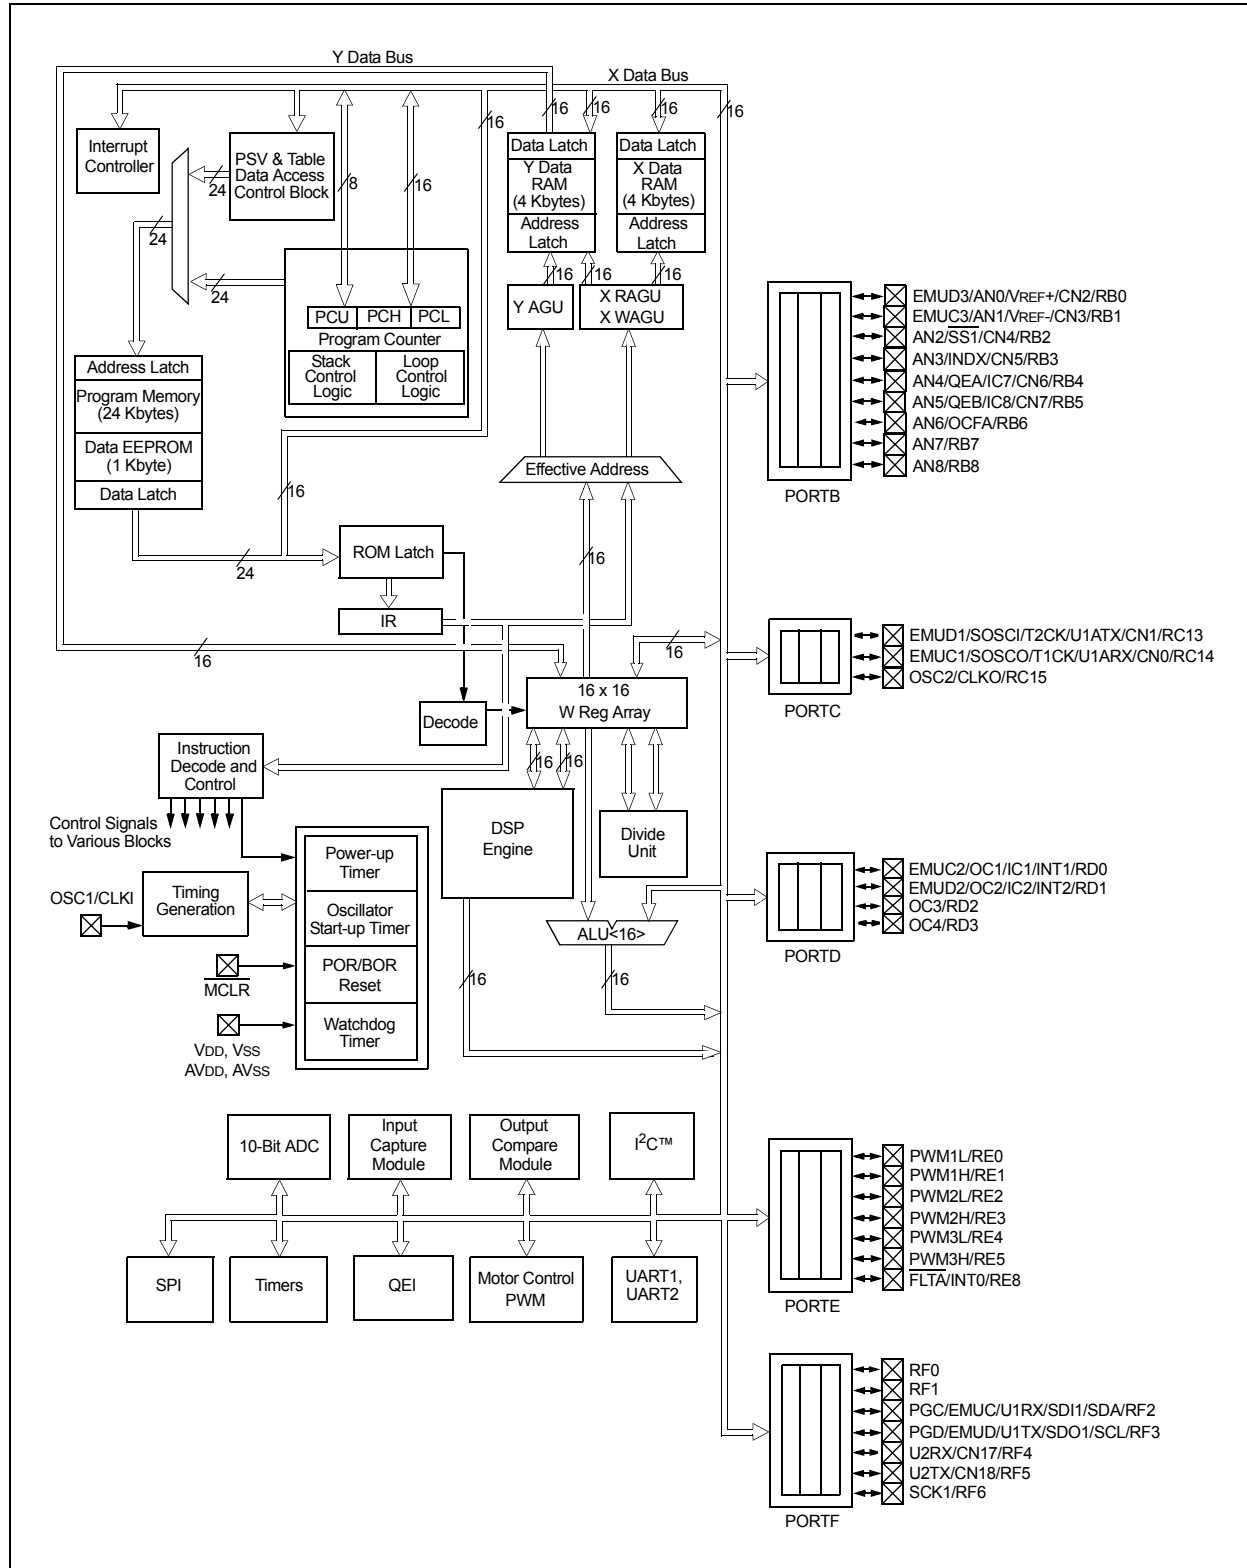 Y Data Bus
X Data Bus
16
16
16
16
16
Interrupt
Controller
PSV & Table
Data Access
Control Block
24
8
16
24
24
Data Latch
Y Data
RAM
(4 Kbytes)
Address
Latch
Data Latch
X Data
RAM
(4 Kbytes)
Address
Latch
16
16
16
Y AGU
X RAGU
X WAGU
PCU
PCH
PCL
Program Counter
Stack
Control
Logic
Loop
Control
Logic
Address Latch
Program Memory
(24 Kbytes)
Data EEPROM
(1 Kbyte)
Data Latch
Effective Address
16
24
ROM Latch
16
IR
16
16
16 x 16
W Reg Array
Decode
Instruction
Decode and
Control
16
16
Control Signals
to Various Blocks
DSP
Engine
Divide
Unit
Power-up
Timer
Oscillator
Start-up Timer
POR/BOR
Reset
Watchdog
Timer
OSC1/CLKI
Timing
Generation
MCLR
VDD, VSS
AVDD, AVSS
ALU<16>
16
16
10-Bit ADC
Input
Capture
Module
Output
Compare
Module
I2C™
SPI
Timers
QEI
Motor Control
PWM
UART1,
UART2
EMUD3/AN0/VREF+/CN2/RB0
EMUC3/AN1/VREF-/CN3/RB1
AN2/SS1/CN4/RB2
AN3/INDX/CN5/RB3
AN4/QEA/IC7/CN6/RB4
AN5/QEB/IC8/CN7/RB5
AN6/OCFA/RB6
AN7/RB7
AN8/RB8
PORTB
EMUD1/SOSCI/T2CK/U1ATX/CN1/RC13
EMUC1/SOSCO/T1CK/U1ARX/CN0/RC14
OSC2/CLKO/RC15
PORTC
EMUC2/OC1/IC1/INT1/RD0
EMUD2/OC2/IC2/INT2/RD1
OC3/RD2
OC4/RD3
PORTD
PWM1L/RE0
PWM1H/RE1
PWM2L/RE2
PWM2H/RE3
PWM3L/RE4
PWM3H/RE5
FLTA/INT0/RE8
PORTE
RF0
RF1
PGC/EMUC/U1RX/SDI1/SDA/RF2
PGD/EMUD/U1TX/SDO1/SCL/RF3
U2RX/CN17/RF4
U2TX/CN18/RF5
SCK1/RF6
PORTF